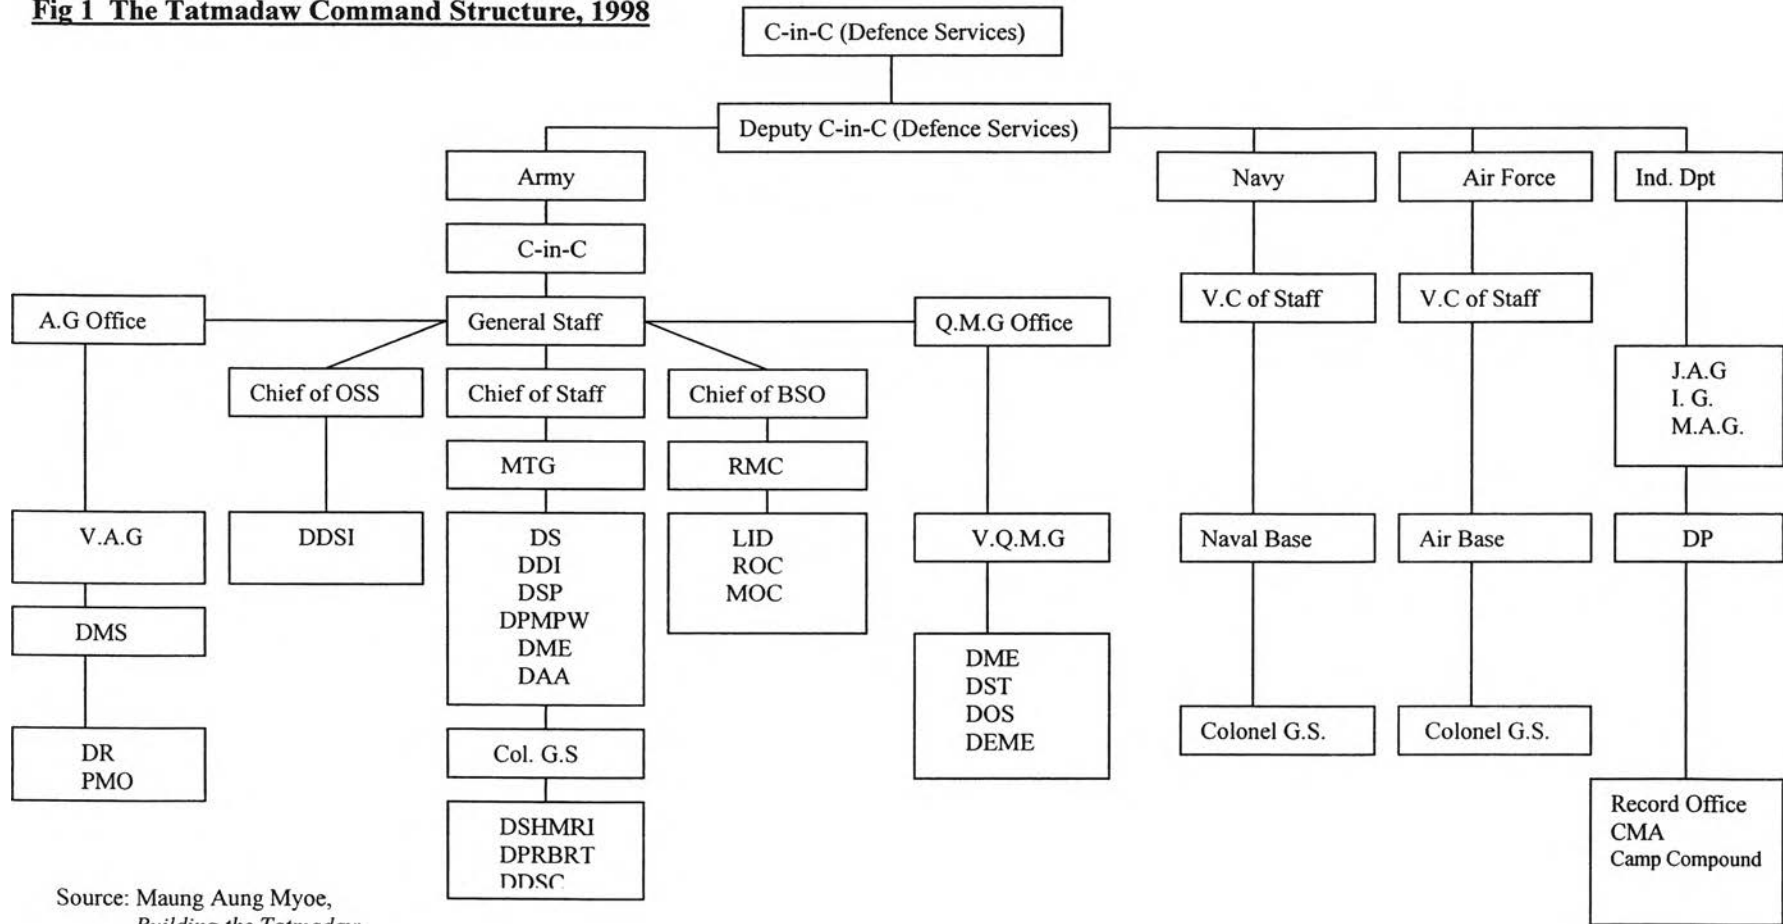 Fig 1 The Tatmadaw Command Structure, 1998
C-in-C (Defence Services)
Deputy C-in-C (Defence Services)
Army
Navy
Air Force
Ind. Dpt
C-in-C
V.C of Staff
V.C of Staff
A.G Office
General Staff
Q.M.G Office
J.A.G
I. G.
M.A.G.
Chief of OSS
Chief of Staff
Chief of BSO
MTG
RMC
V.A.G
DDSI
DS
DDI
DSP
DPMPW
DME
DAA
LID
ROC
MOC
V.Q.M.G
Naval Base
Air Base
DP
DMS
DME
DST
DOS
DEME
DR
PMO
Col. G.S
Colonel G.S.
Colonel G.S.
DSHMRI
DPRBRT
DDSC
Record Office
CMA
Camp Compound
Source: Maung Aung Myoe,
Building the Tatmadaw